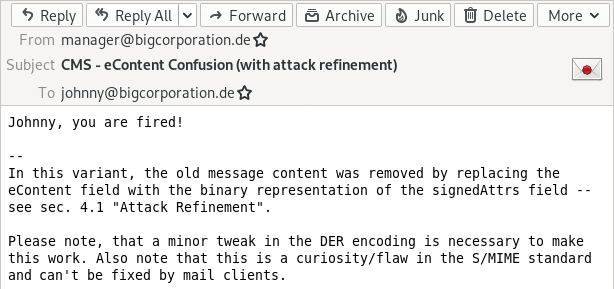 Reply Reply All Forward Archive Junk Delete More
From manager@bigcorporation.de
Subject CMS - eContent Confusion (with attack refinement)
To johnny@bigcorporation.de
Johnny, you are fired!
--
In this variant, the old message content was removed by replacing the
eContent field with the binary representation of the signedAttrs field --
see sec. 4.1 "Attack Refinement".
Please note, that a minor tweak in the DER encoding is necessary to make
this work. Also note that this is a curiosity/flaw in the S/MIME standard
and can't be fixed by mail clients.